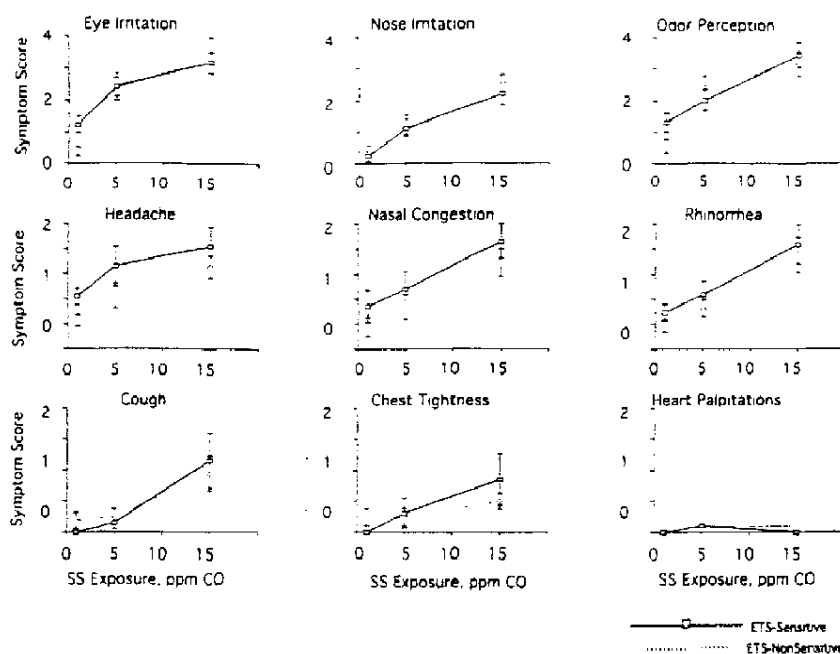 Eye Irritation
Nose Irritation
Odor Perception
Symptom Score
4
2
0
0 5 10 15
4
2
0
0 5 10 15
4
2
0
0 5 10 15
Headache
Nasal Congestion
Rhinorrhea
Symptom Score
2
1
0
0 5 10 15
2
1
0
0 5 10 15
2
1
0
0 5 10 15
Cough
Chest Tightness
Heart Palpitations
Symptom Score
2
1
0
0 5 10 15
2
1
0
0 5 10 15
2
1
0
0 5 10 15
SS Exposure, ppm CO
SS Exposure, ppm CO
SS Exposure, ppm CO
ETS-Sensitive
ETS-NonSensitive